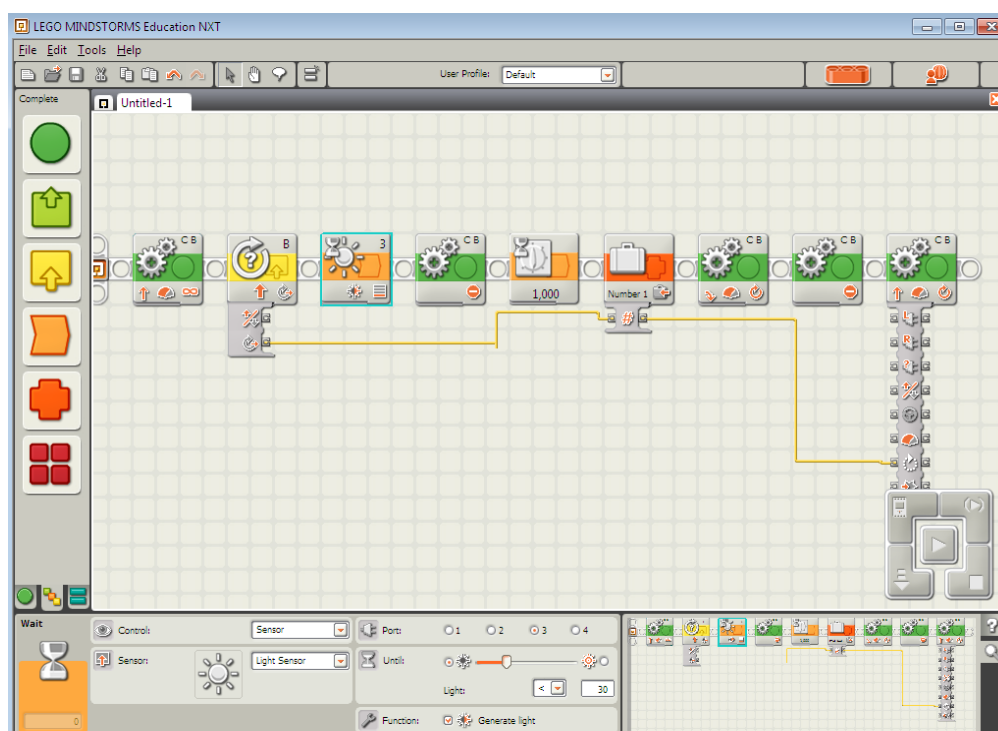 LEGO MINDSTORMS Education NXT
File Edit Tools Help
User Profile: Default
Complete
Untitled-1
C B
B
3
C B
C B
C B
C B
1,000
Number 1
#
Wait
Control: Sensor
Port: 1 2 3 4
Sensor: Light Sensor
Until:
Light: < 30
Function: Generate light
0
?